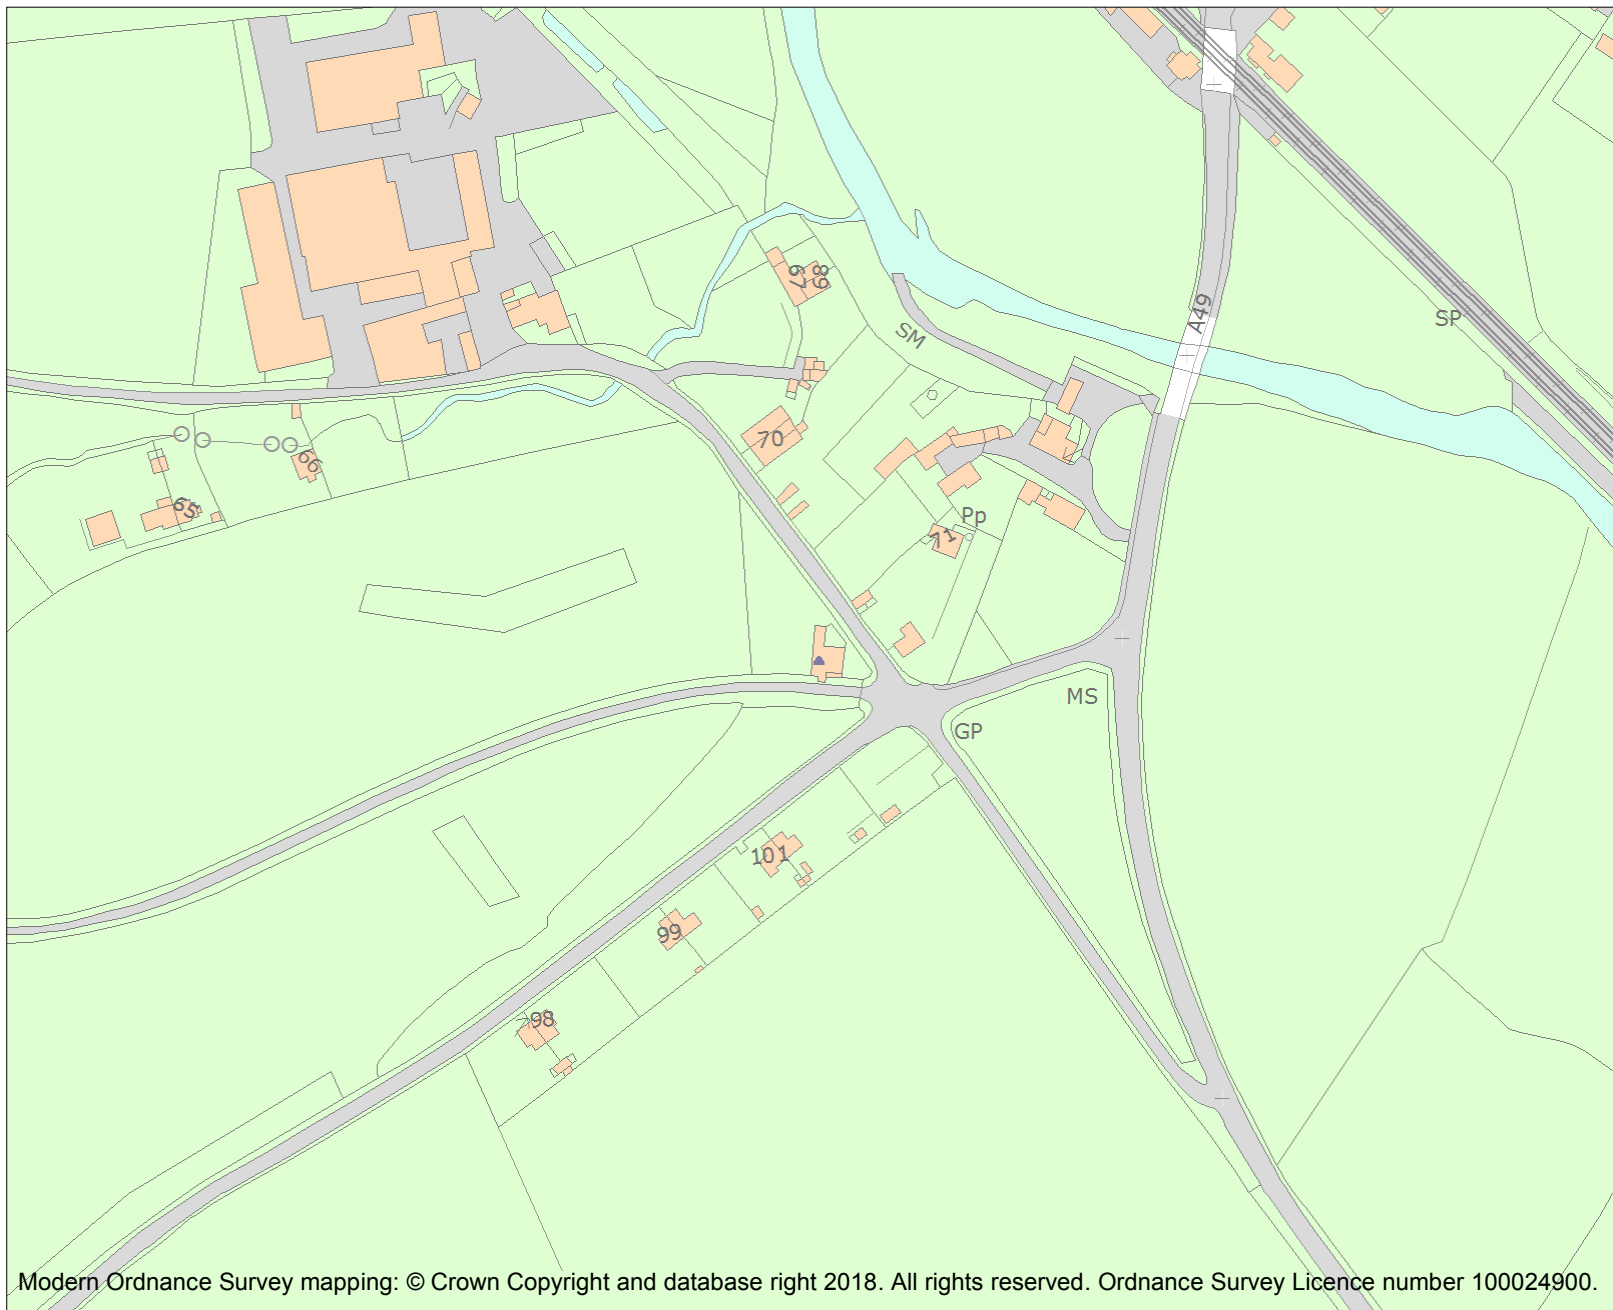 A49
67
68
SM
SP
70
66
65
Pp
71
MS
GP
101
99
98
Modern Ordnance Survey mapping: © Crown Copyright and database right 2018. All rights reserved. Ordnance Survey Licence number 100024900.